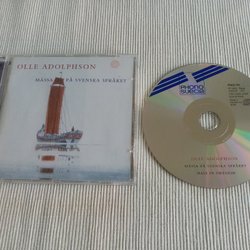 OLLE ADOLPHSON
MÄSSA PÅ SVENSKA SPRÅKET
PHONO
SUECIA
OLLE ADOLPHSON
MÄSSA PÅ SVENSKA SPRÅKET
MASS IN SWEDISH